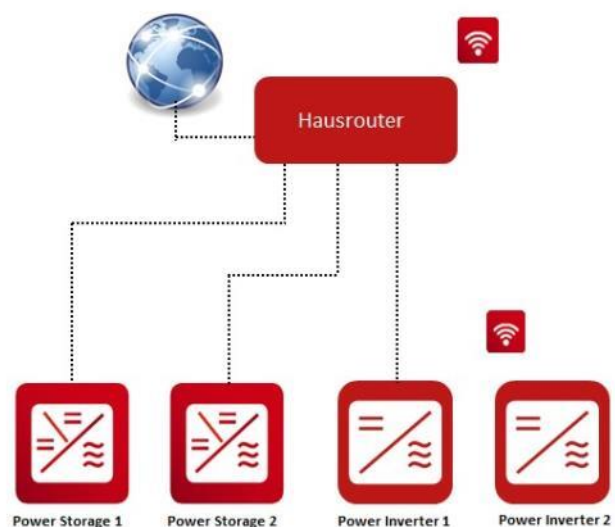 Hausrouter
Power Storage 1
Power Storage 2
Power Inverter 1
Power Inverter 2